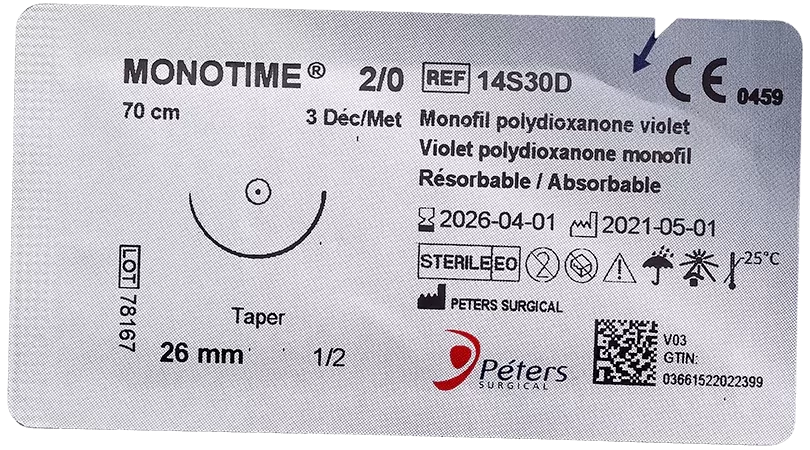 MONOTIME® 2/0 REF 14S30D
CE 0459
70 cm 3 Déc/Met
Monofil polydioxanone violet
Violet polydioxanone monofil
Résorbable / Absorbable
2026-04-01 2021-05-01
STERILE EO 25°C
PETERS SURGICAL
LOT 78167
Taper
26 mm 1/2
Péters
SURGICAL
V03
GTIN:
03661522022399